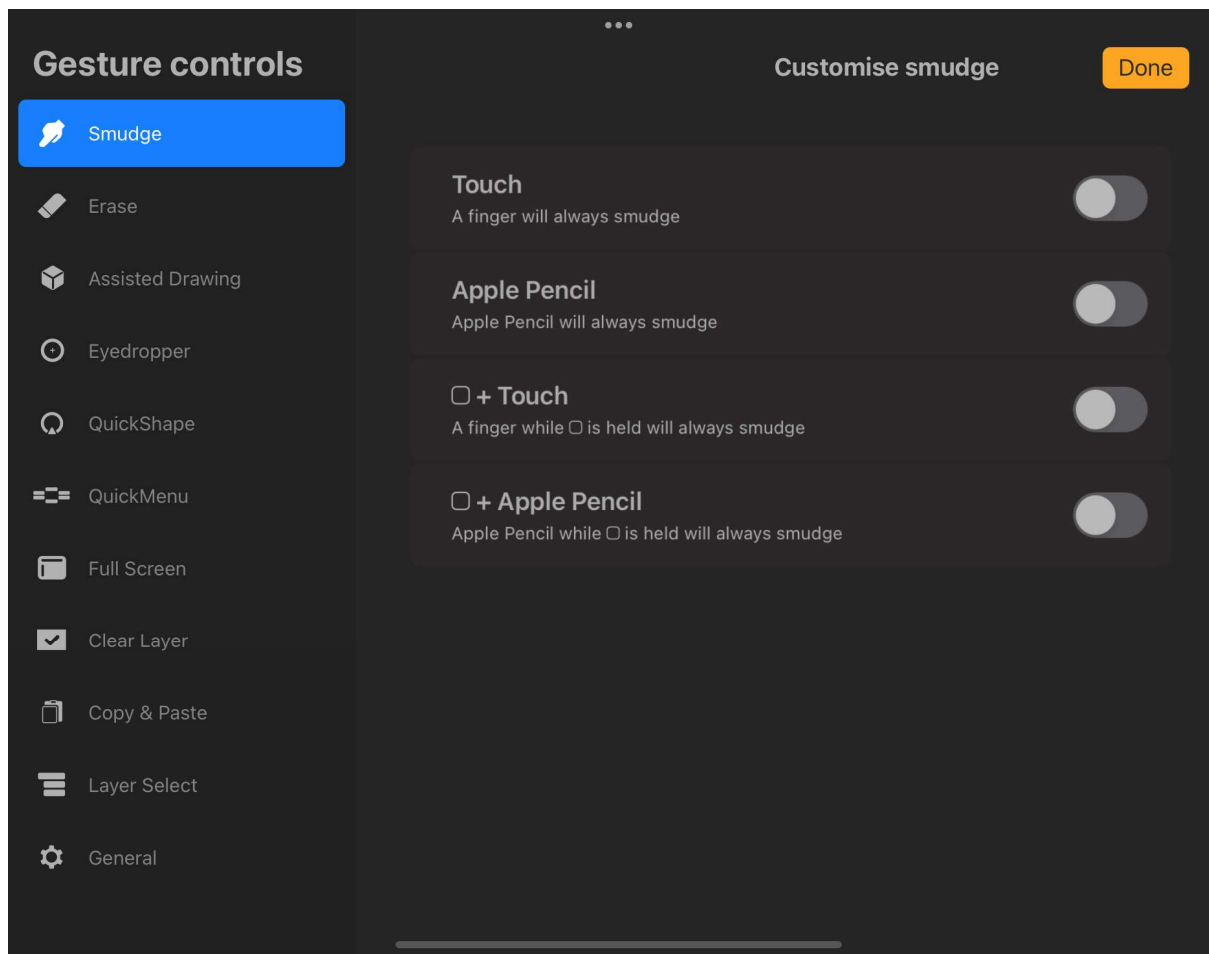 Gesture controls
Customise smudge
Done
Smudge
Erase
Assisted Drawing
Eyedropper
QuickShape
QuickMenu
Full Screen
Clear Layer
Copy & Paste
Layer Select
General
Touch
A finger will always smudge
Apple Pencil
Apple Pencil will always smudge
▢ + Touch
A finger while ▢ is held will always smudge
▢ + Apple Pencil
Apple Pencil while ▢ is held will always smudge